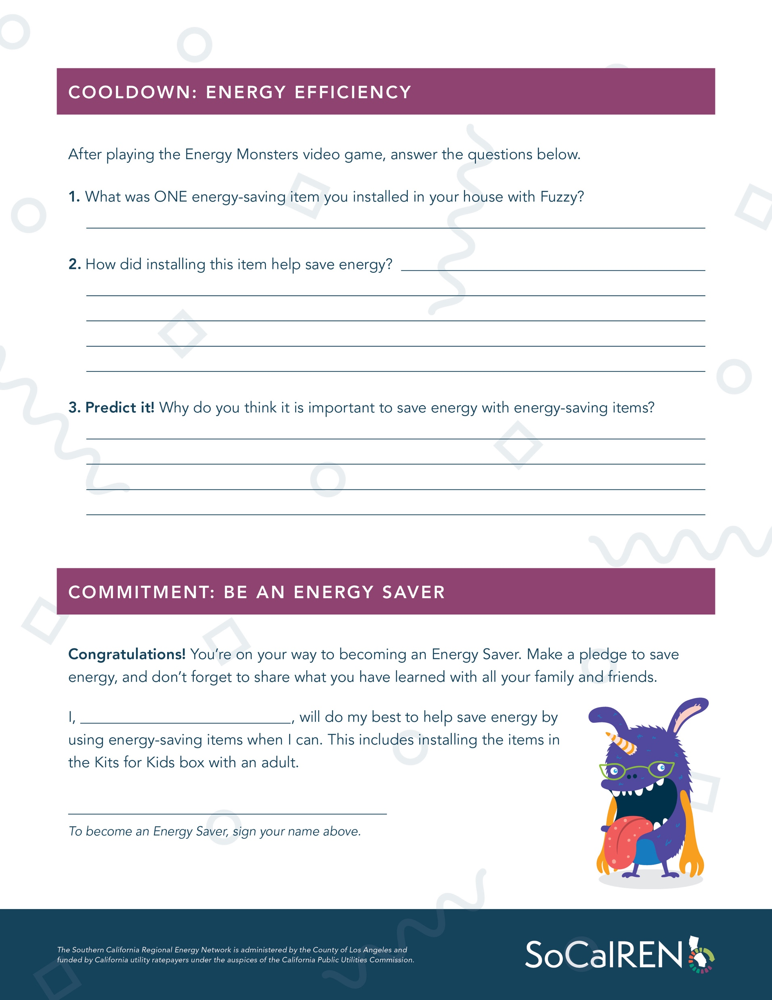 COOLDOWN: ENERGY EFFICIENCY
After playing the Energy Monsters video game, answer the questions below.
1. What was ONE energy-saving item you installed in your house with Fuzzy?
2. How did installing this item help save energy?
3. Predict it! Why do you think it is important to save energy with energy-saving items?
COMMITMENT: BE AN ENERGY SAVER
Congratulations! You’re on your way to becoming an Energy Saver. Make a pledge to save
energy, and don’t forget to share what you have learned with all your family and friends.
I, ____________________, will do my best to help save energy by
using energy-saving items when I can. This includes installing the items in
the Kits for Kids box with an adult.
To become an Energy Saver, sign your name above.
The Southern California Regional Energy Network is administered by the County of Los Angeles and
funded by California utility ratepayers under the auspices of the California Public Utilities Commission.
SoCalREN